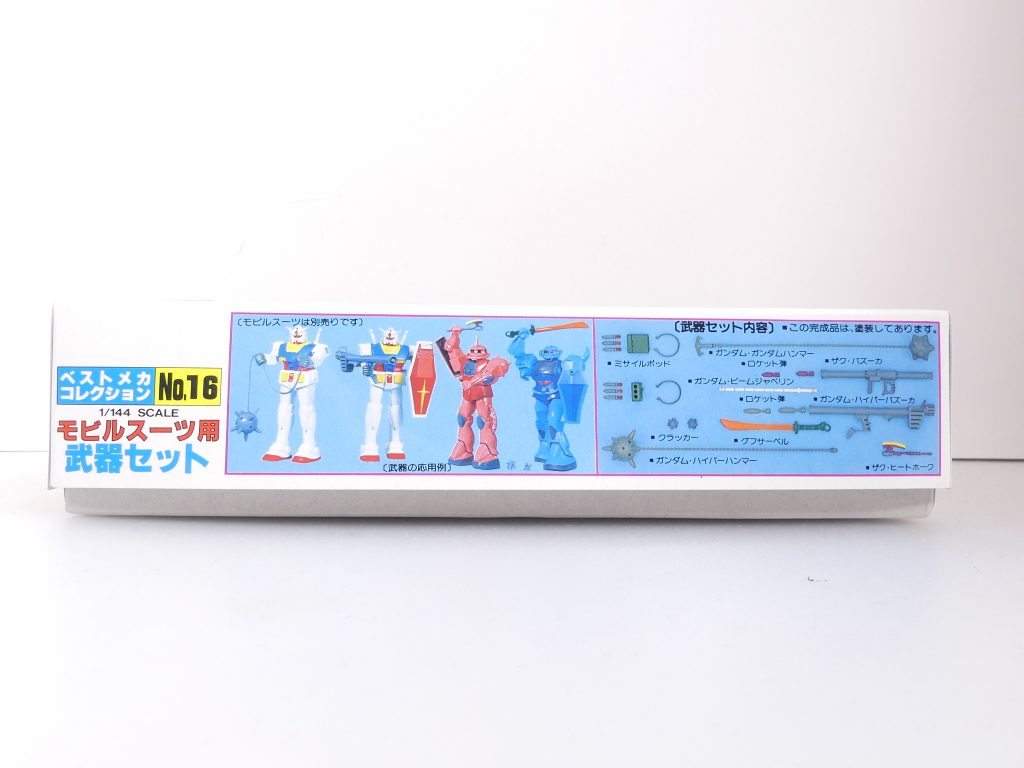 ベストメカ
コレクション
No.16
1/144 SCALE
モビルスーツ用
武器セット
〔モビルスーツは別売りです〕
〔武器の応用例〕
〔武器セット内容〕 ■この完成品は、塗装してあります。
■ミサイルポッド
■ガンダム・ガンダムハンマー
■ロケット弾
■ザク・バズーカ
■ガンダム・ビームジャベリン
■ロケット弾
■ガンダム・ハイパーバズーカ
■クラッカー
■グフサーベル
■ガンダム・ハイパーハンマー
■ザク・ヒートホーク